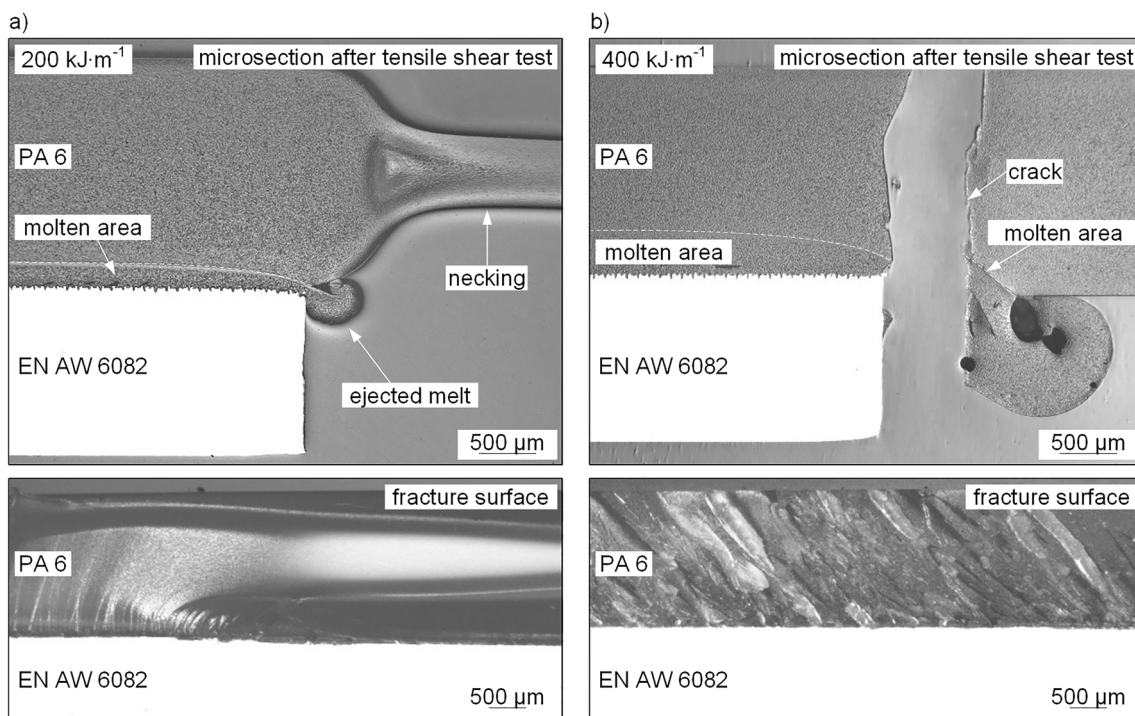 a)
200 kJ·m⁻¹
microsection after tensile shear test
PA 6
molten area
necking
EN AW 6082
ejected melt
500 µm
fracture surface
PA 6
EN AW 6082
500 µm
b)
400 kJ·m⁻¹
microsection after tensile shear test
PA 6
crack
molten area
molten area
EN AW 6082
500 µm
fracture surface
PA 6
EN AW 6082
500 µm